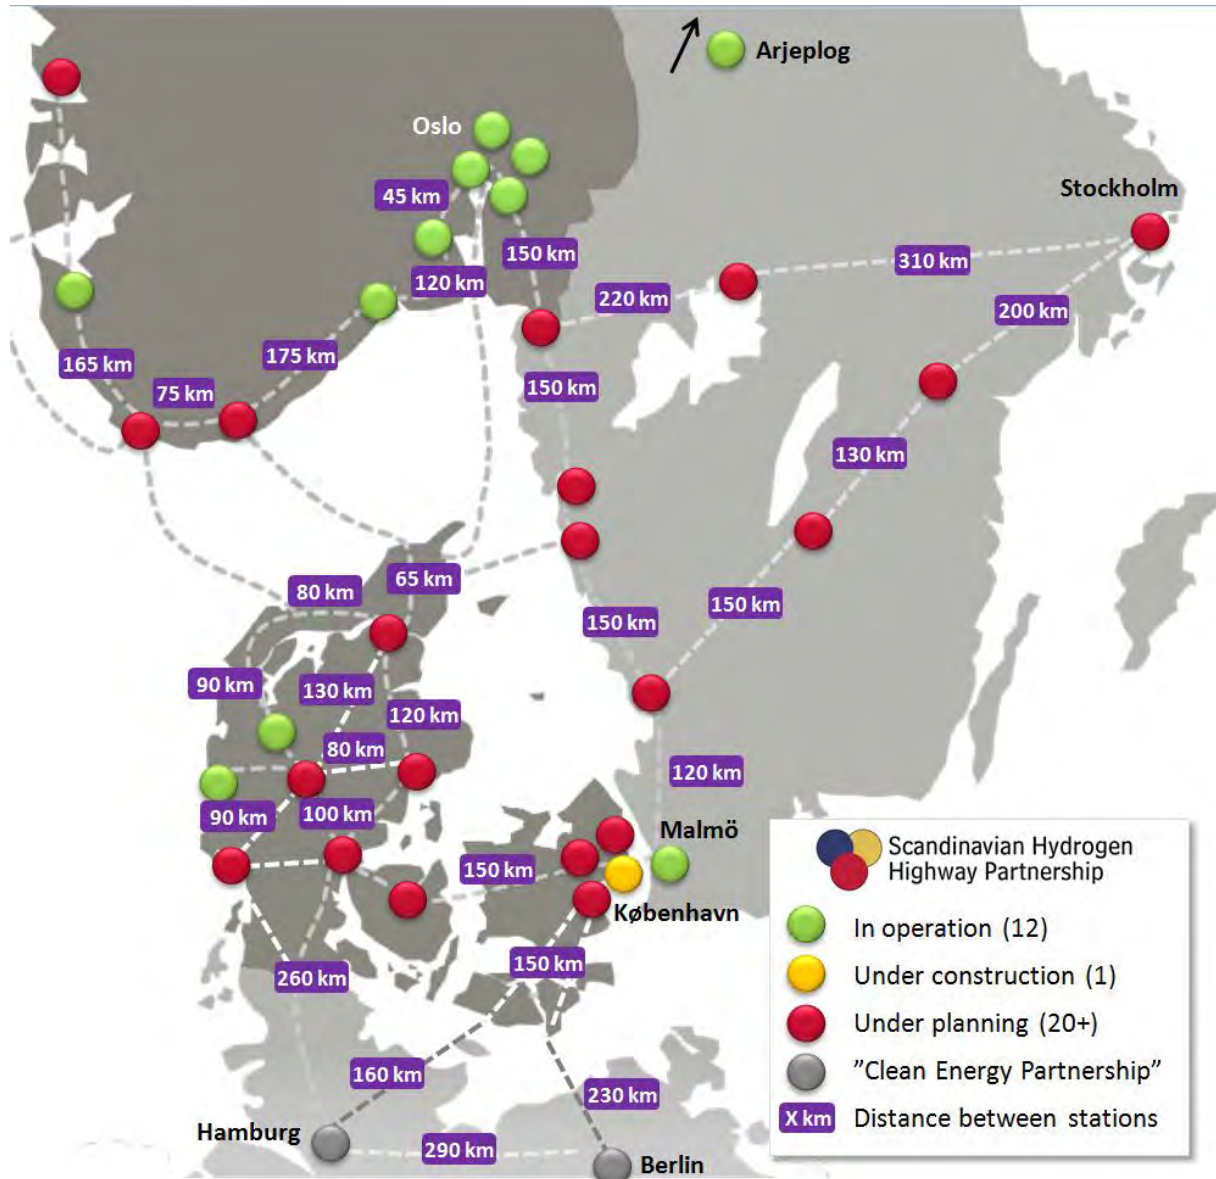 Arjeplog
Oslo
45 km
Stockholm
150 km
310 km
120 km
220 km
200 km
175 km
165 km
75 km
150 km
130 km
65 km
80 km
150 km
150 km
90 km
130 km
120 km
80 km
120 km
90 km
100 km
Malmö
150 km
København
150 km
260 km
160 km
230 km
Hamburg
290 km
Berlin
Scandinavian Hydrogen
Highway Partnership
In operation (12)
Under construction (1)
Under planning (20+)
”Clean Energy Partnership”
X km Distance between stations